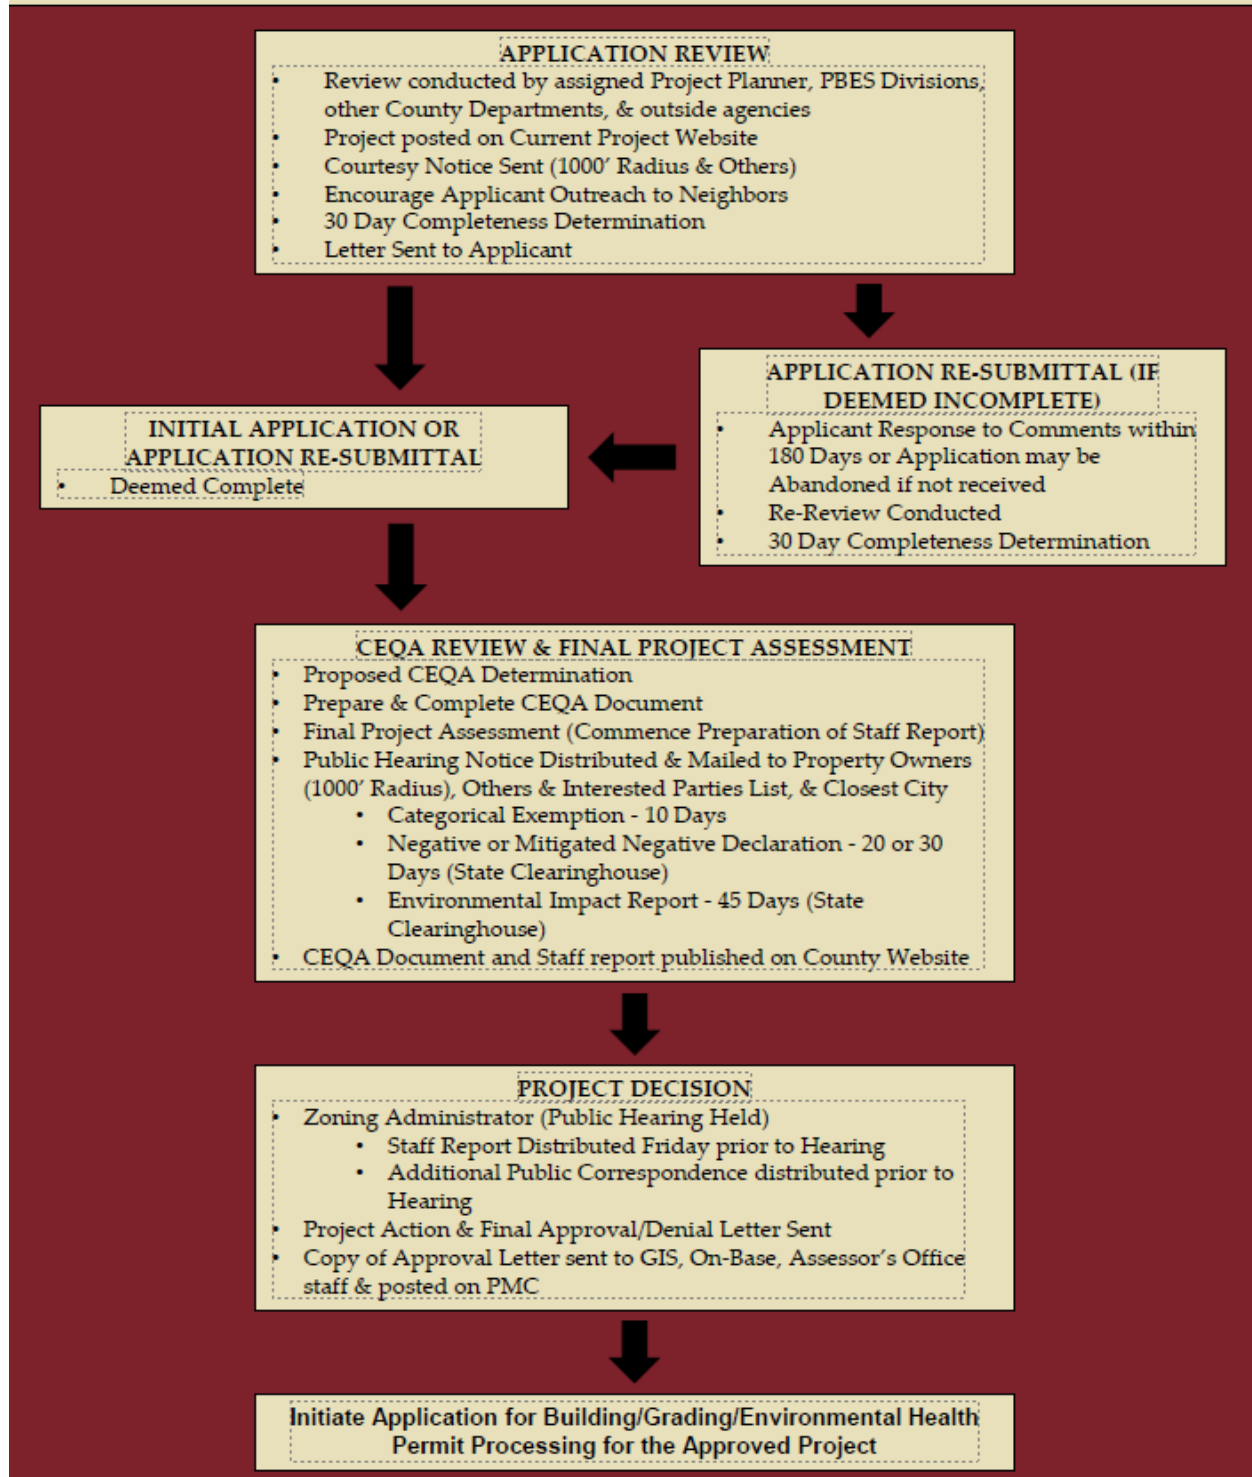 APPLICATION REVIEW
• Review conducted by assigned Project Planner, PBES Divisions,
other County Departments, & outside agencies
• Project posted on Current Project Website
• Courtesy Notice Sent (1000’ Radius & Others)
• Encourage Applicant Outreach to Neighbors
• 30 Day Completeness Determination
• Letter Sent to Applicant
APPLICATION RE-SUBMITTAL (IF
DEEMED INCOMPLETE)
• Applicant Response to Comments within
180 Days or Application may be
Abandoned if not received
• Re-Review Conducted
• 30 Day Completeness Determination
INITIAL APPLICATION OR
APPLICATION RE-SUBMITTAL
• Deemed Complete
CEQA REVIEW & FINAL PROJECT ASSESSMENT
• Proposed CEQA Determination
• Prepare & Complete CEQA Document
• Final Project Assessment (Commence Preparation of Staff Report)
• Public Hearing Notice Distributed & Mailed to Property Owners
(1000’ Radius), Others & Interested Parties List, & Closest City
• Categorical Exemption - 10 Days
• Negative or Mitigated Negative Declaration - 20 or 30
Days (State Clearinghouse)
• Environmental Impact Report - 45 Days (State
Clearinghouse)
• CEQA Document and Staff report published on County Website
PROJECT DECISION
• Zoning Administrator (Public Hearing Held)
• Staff Report Distributed Friday prior to Hearing
• Additional Public Correspondence distributed prior to
Hearing
• Project Action & Final Approval/Denial Letter Sent
• Copy of Approval Letter sent to GIS, On-Base, Assessor’s Office
staff & posted on PMC
Initiate Application for Building/Grading/Environmental Health
Permit Processing for the Approved Project